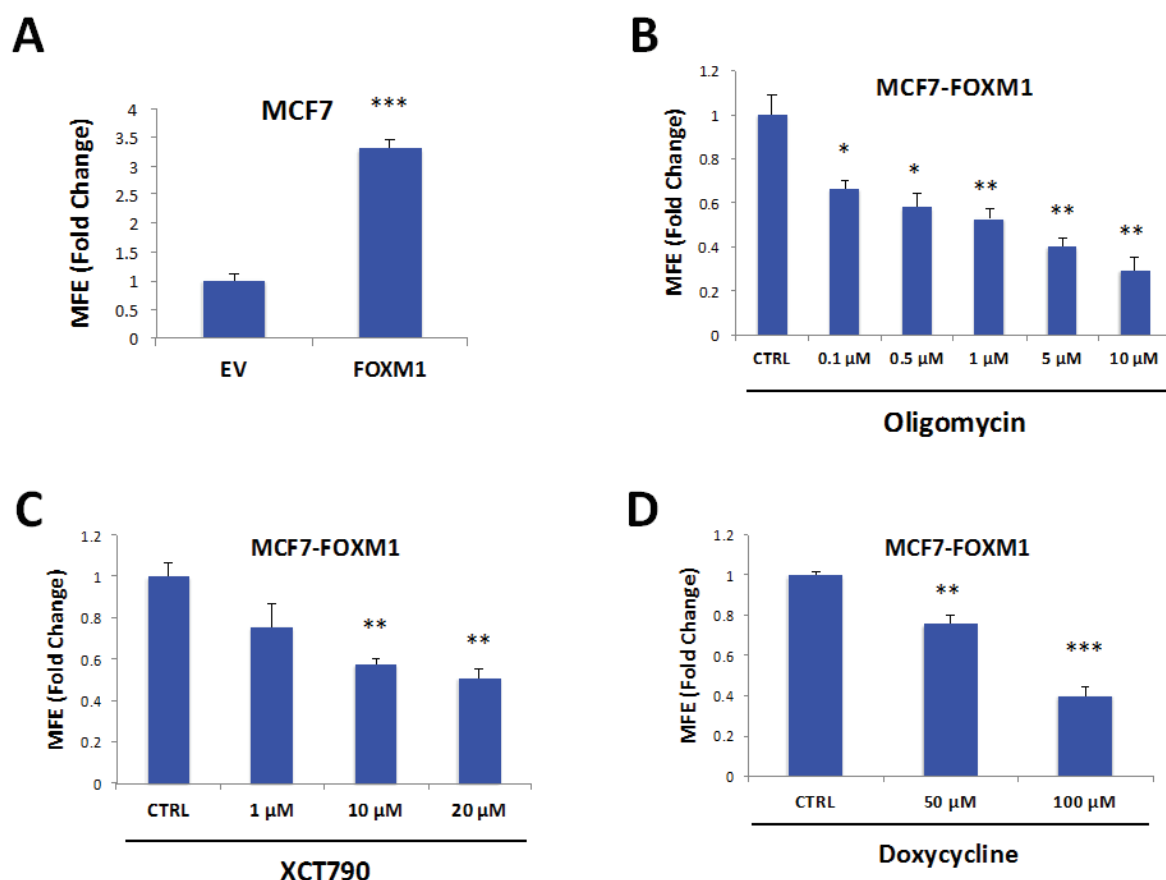 A
MCF7
***
MFE (Fold Change)
4
3.5
3
2.5
2
1.5
1
0.5
0
EV FOXM1
B
MCF7-FOXM1
MFE (Fold Change)
1.2
1
0.8
0.6
0.4
0.2
0
* * ** ** **
CTRL 0.1 µM 0.5 µM 1 µM 5 µM 10 µM
Oligomycin
C
MCF7-FOXM1
MFE (Fold Change)
1.2
1
0.8
0.6
0.4
0.2
0
** **
CTRL 1 µM 10 µM 20 µM
XCT790
D
MCF7-FOXM1
MFE (Fold Change)
1.2
1
0.8
0.6
0.4
0.2
0
** ***
CTRL 50 µM 100 µM
Doxycycline